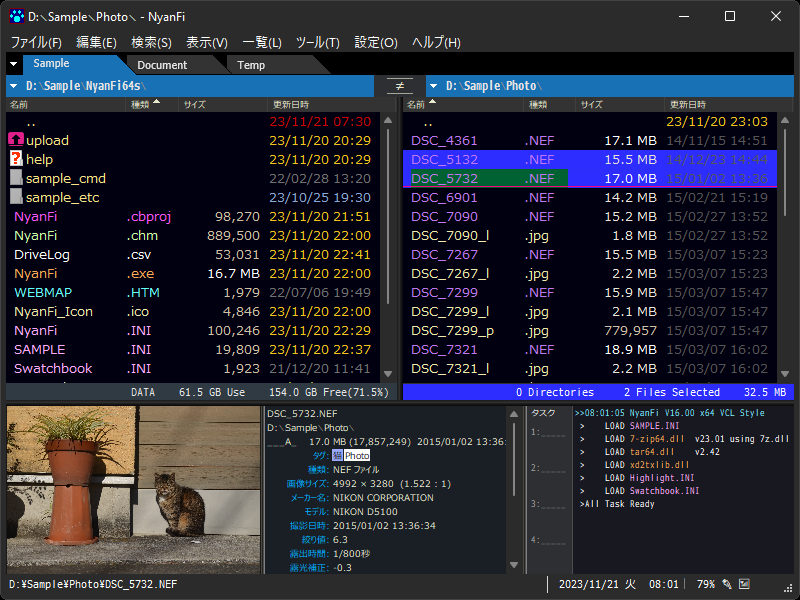 D:\Sample\Photo\ - NyanFi
ファイル(F) 編集(E) 検索(S) 表示(V) 一覧(L) ツール(T) 設定(O) ヘルプ(H)
Sample Document Temp
D:\Sample\NyanFi64s\ ≠ D:\Sample\Photo\
名前 種類 サイズ 更新日時
.. 23/11/21 07:30
upload 23/11/20 20:29
help 23/11/20 20:29
sample_cmd 22/02/28 13:20
sample_etc 23/10/25 19:30
NyanFi .cbproj 98,270 23/11/20 21:51
NyanFi .chm 889,500 23/11/20 22:00
DriveLog .csv 53,031 23/11/20 22:41
NyanFi .exe 16.7 MB 23/11/20 22:00
WEBMAP .HTM 1,979 22/07/06 19:49
NyanFi_Icon .ico 4,846 23/11/20 22:00
NyanFi .INI 100,246 23/11/20 22:29
SAMPLE .INI 19,809 23/11/20 22:37
Swatchbook .INI 1,923 21/12/20 11:41
DATA 61.5 GB Use 154.0 GB Free(71.5%)
名前 種類 サイズ 更新日時
.. 23/11/20 23:03
DSC_4361 .NEF 17.1 MB 14/11/15 14:51
DSC_5132 .NEF 15.5 MB 14/12/23 14:44
DSC_5732 .NEF 17.0 MB 15/01/02 13:36
DSC_6901 .NEF 14.2 MB 15/02/21 15:19
DSC_7090 .NEF 15.2 MB 15/02/27 13:52
DSC_7090_l .jpg 1.8 MB 15/02/27 13:52
DSC_7267 .NEF 15.5 MB 15/03/07 15:23
DSC_7267_l .jpg 2.2 MB 15/03/07 15:23
DSC_7299 .NEF 15.9 MB 15/03/07 15:47
DSC_7299_l .jpg 2.1 MB 15/03/07 15:47
DSC_7299_p .jpg 779,957 15/03/07 15:47
DSC_7321 .NEF 18.9 MB 15/03/07 16:02
DSC_7321_l .jpg 2.2 MB 15/03/07 16:02
0 Directories 2 Files Selected 32.5 MB
DSC_5732.NEF
D:\Sample\Photo\
___A_ 17.0 MB (17,857,249) 2015/01/02 13:36:
タグ: 猫 Photo
種類: NEF ファイル
画像サイズ: 4992 × 3280 (1.522 : 1)
メーカー名: NIKON CORPORATION
モデル: NIKON D5100
撮影日時: 2015/01/02 13:36:34
絞り値: 6.3
露出時間: 1/800秒
露光補正: -0.3
タスク
1:_____
2:_____
3:_____
4:_____
>>08:01:05 NyanFi V16.00 x64 VCL Style
> LOAD SAMPLE.INI
> LOAD 7-zip64.dll v23.01 using 7z.dll
> LOAD tar64.dll v2.42
> LOAD xd2txlib.dll
> LOAD Highlight.INI
> LOAD Swatchbook.INI
>All Task Ready
D:¥Sample¥Photo¥DSC_5732.NEF 2023/11/21 火 08:01 79%